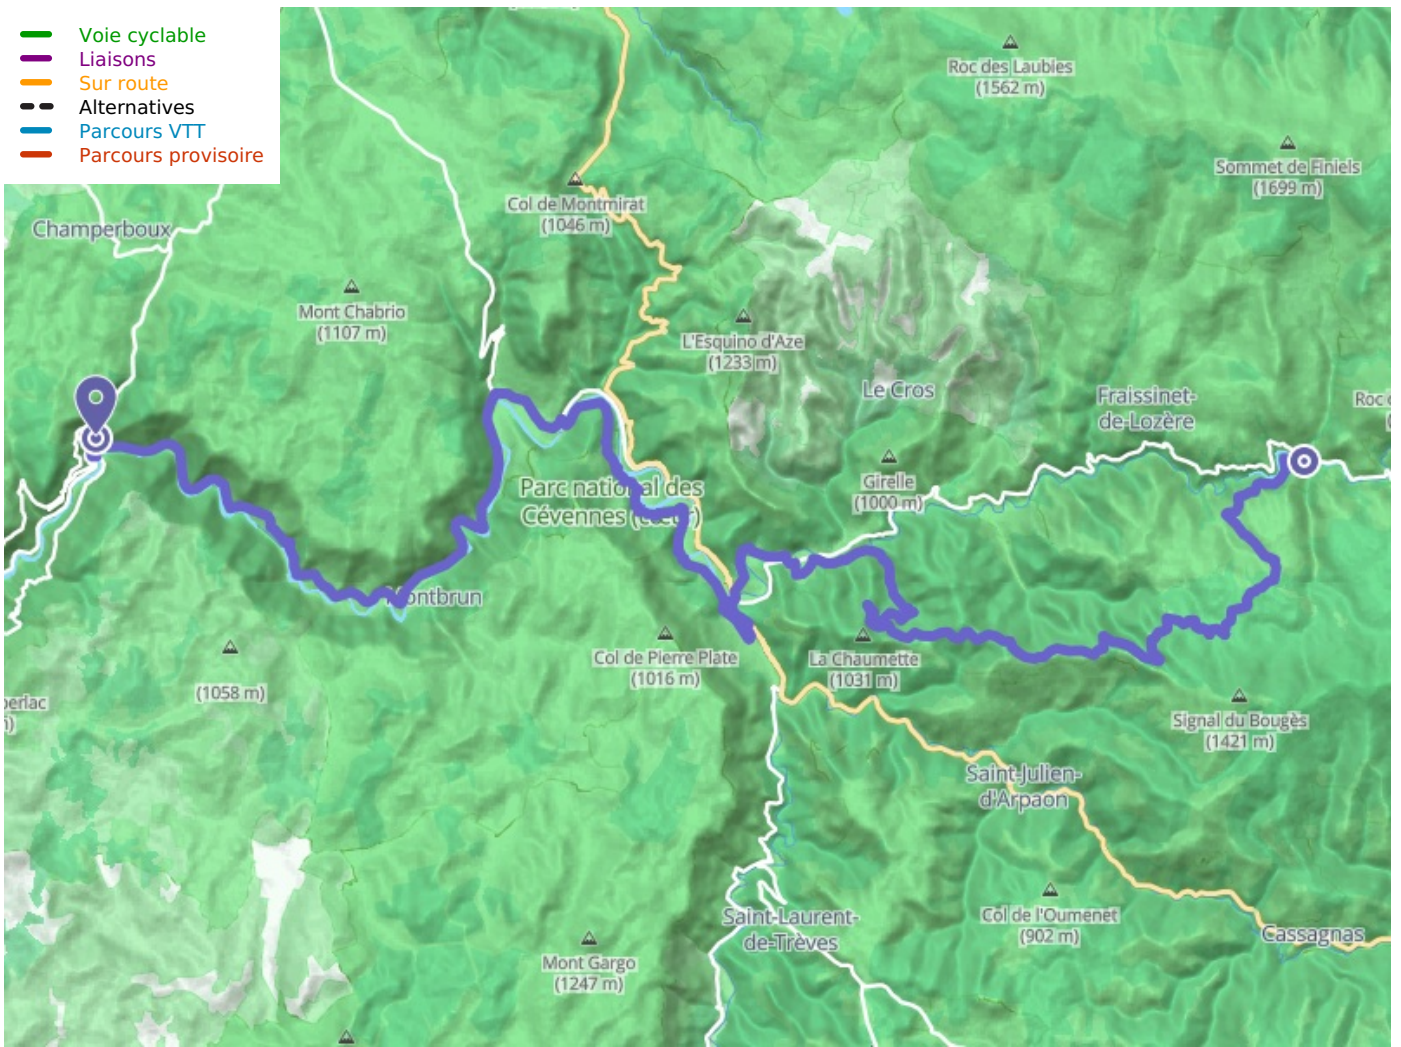 Voie cyclable
Liaisons
Sur route
Alternatives
Parcours VTT
Parcours provisoire
Roc des Laubies
(1562 m)
Sommet de Finiels
(1699 m)
Col de Montmirat
(1046 m)
Champerboux
Mont Chabrio
(1107 m)
L'Esquino d'Aze
(1233 m)
Le Cros
Fraissinet-
de-Lozère
Roc
Girelle
(1000 m)
Parc national des
Cévennes (cœur)
Montbrun
Col de Pierre Plate
(1016 m)
La Chaumette
(1031 m)
(1058 m)
Signal du Bougès
(1421 m)
Saint-Julien-
d'Arpaon
Saint-Laurent-
de-Trèves
Col de l'Oumenet
(902 m)
Cassagnas
Mont Gargo
(1247 m)